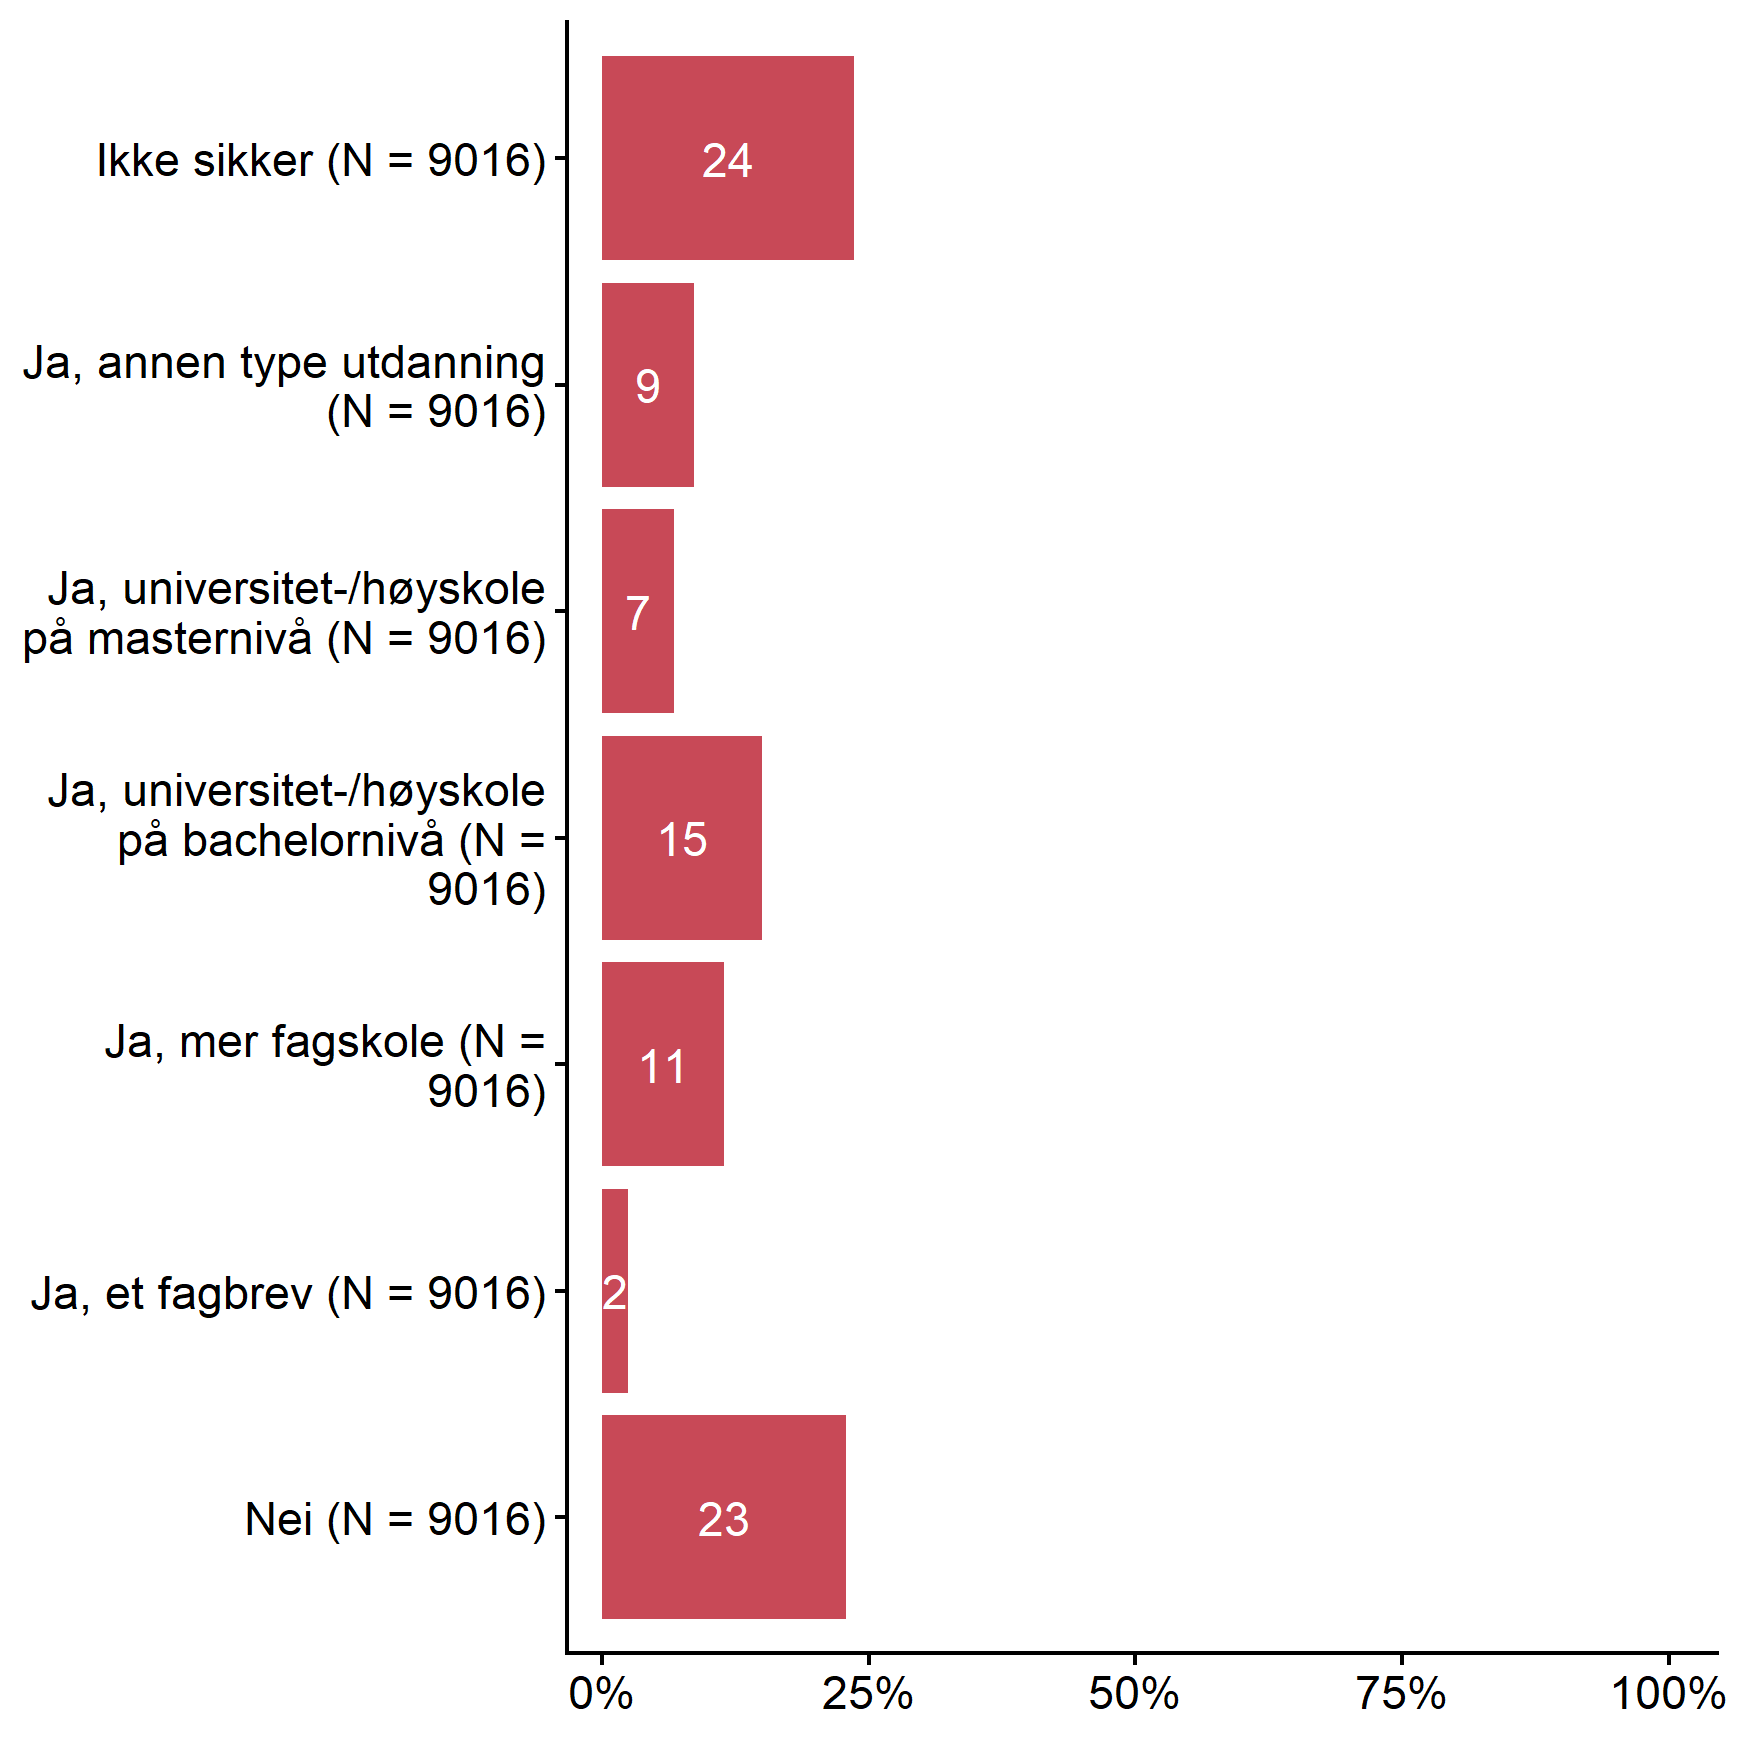 Ikke sikker (N = 9016)
24
Ja, annen type utdanning
(N = 9016)
9
Ja, universitet-/høyskole
på masternivå (N = 9016)
7
Ja, universitet-/høyskole
på bachelornivå (N =
9016)
15
Ja, mer fagskole (N =
9016)
11
Ja, et fagbrev (N = 9016)
2
Nei (N = 9016)
23
0% 25% 50% 75% 100%